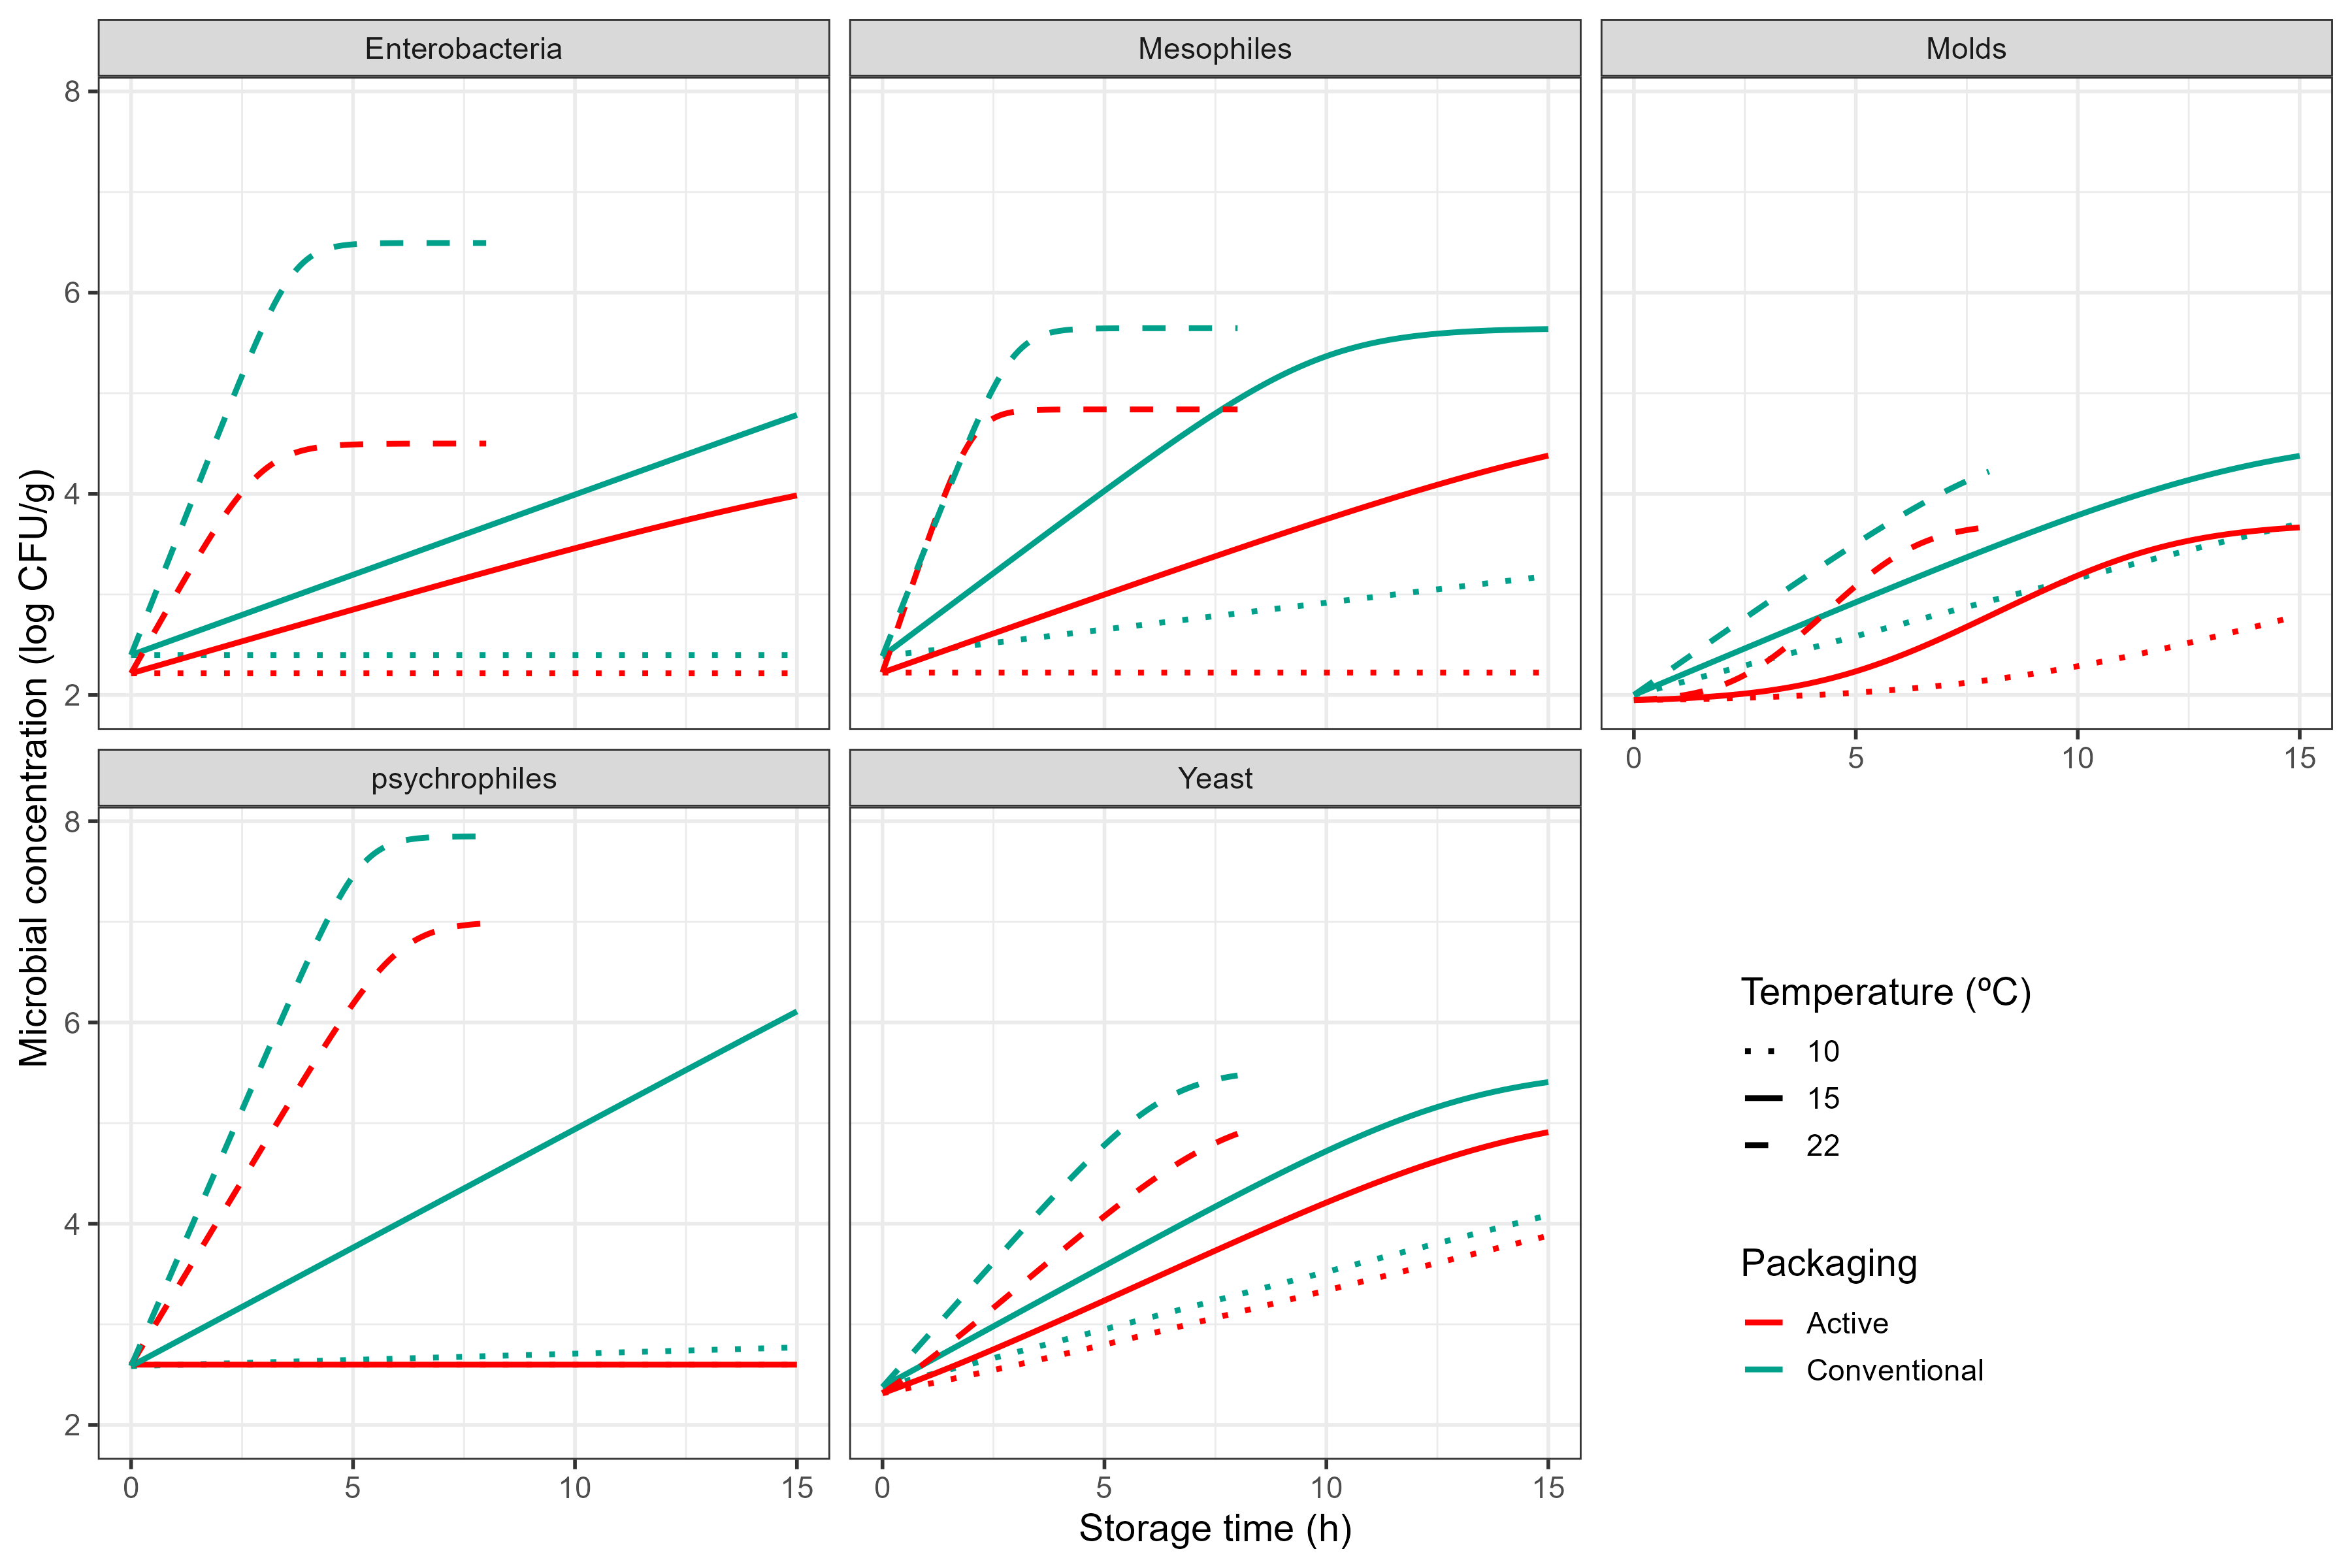 Enterobacteria
Mesophiles
Molds
8
6
4
2
0 5 10 15
psychrophiles
Yeast
8
6
4
2
0 5 10 15
0 5 10 15
Microbial concentration (log CFU/g)
Storage time (h)
Temperature (ºC)
10
15
22
Packaging
Active
Conventional